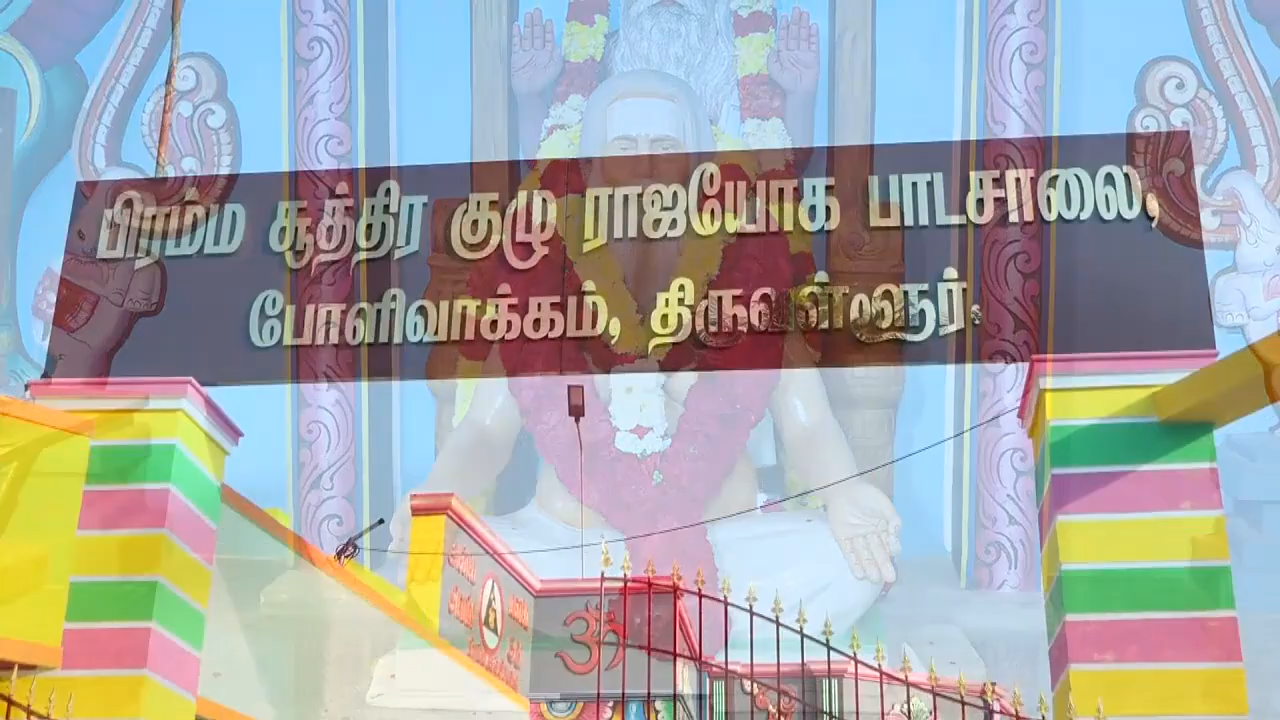 பிரம்ம சூத்திர குழு ராஜயோக பாடசாலை,
போளிவாக்கம், திருவள்ளூர்.
ௐ